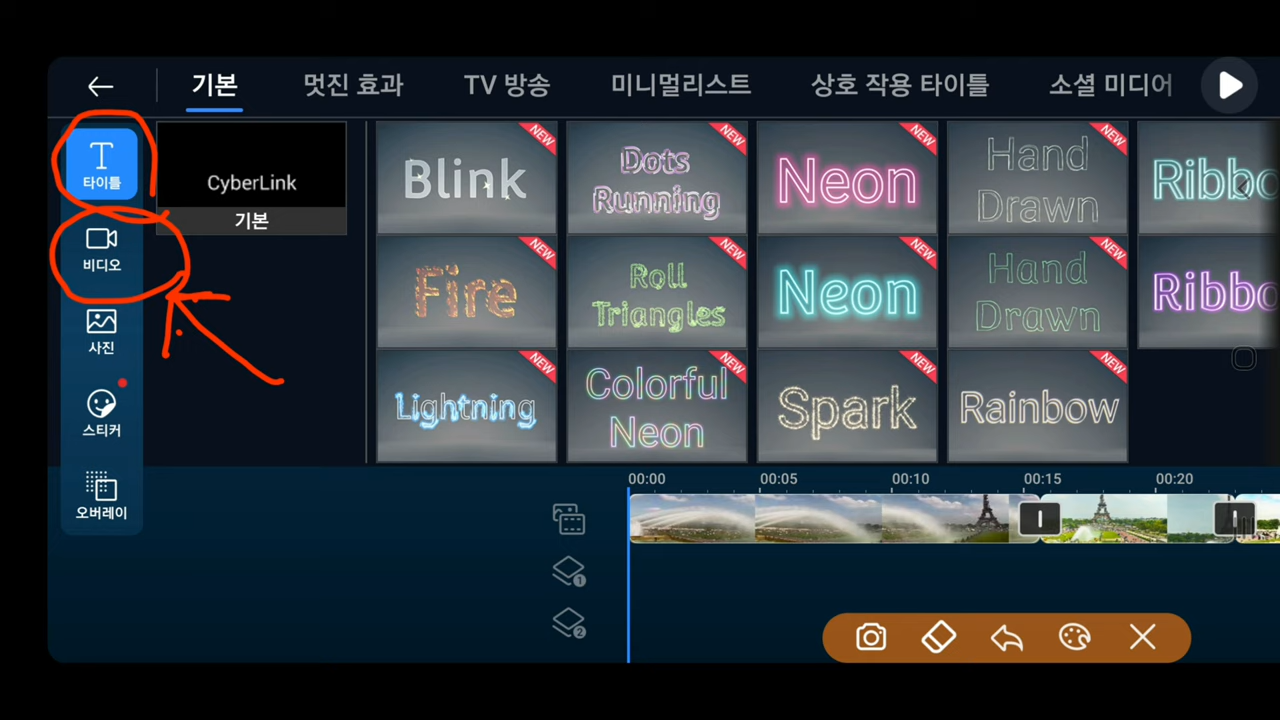 기본 멋진 효과 TV 방송 미니멀리스트 상호 작용 타이틀 소셜 미디어
타이틀
비디오
사진
스티커
오버레이
CyberLink
기본
Blink NEW
Dots Running NEW
Neon NEW
Hand Drawn NEW
Ribbo
Fire NEW
Roll Triangles NEW
Neon NEW
Hand Drawn NEW
Ribbo
Lightning NEW
Colorful Neon NEW
Spark NEW
Rainbow NEW
00:00 00:05 00:10 00:15 00:20
1
2